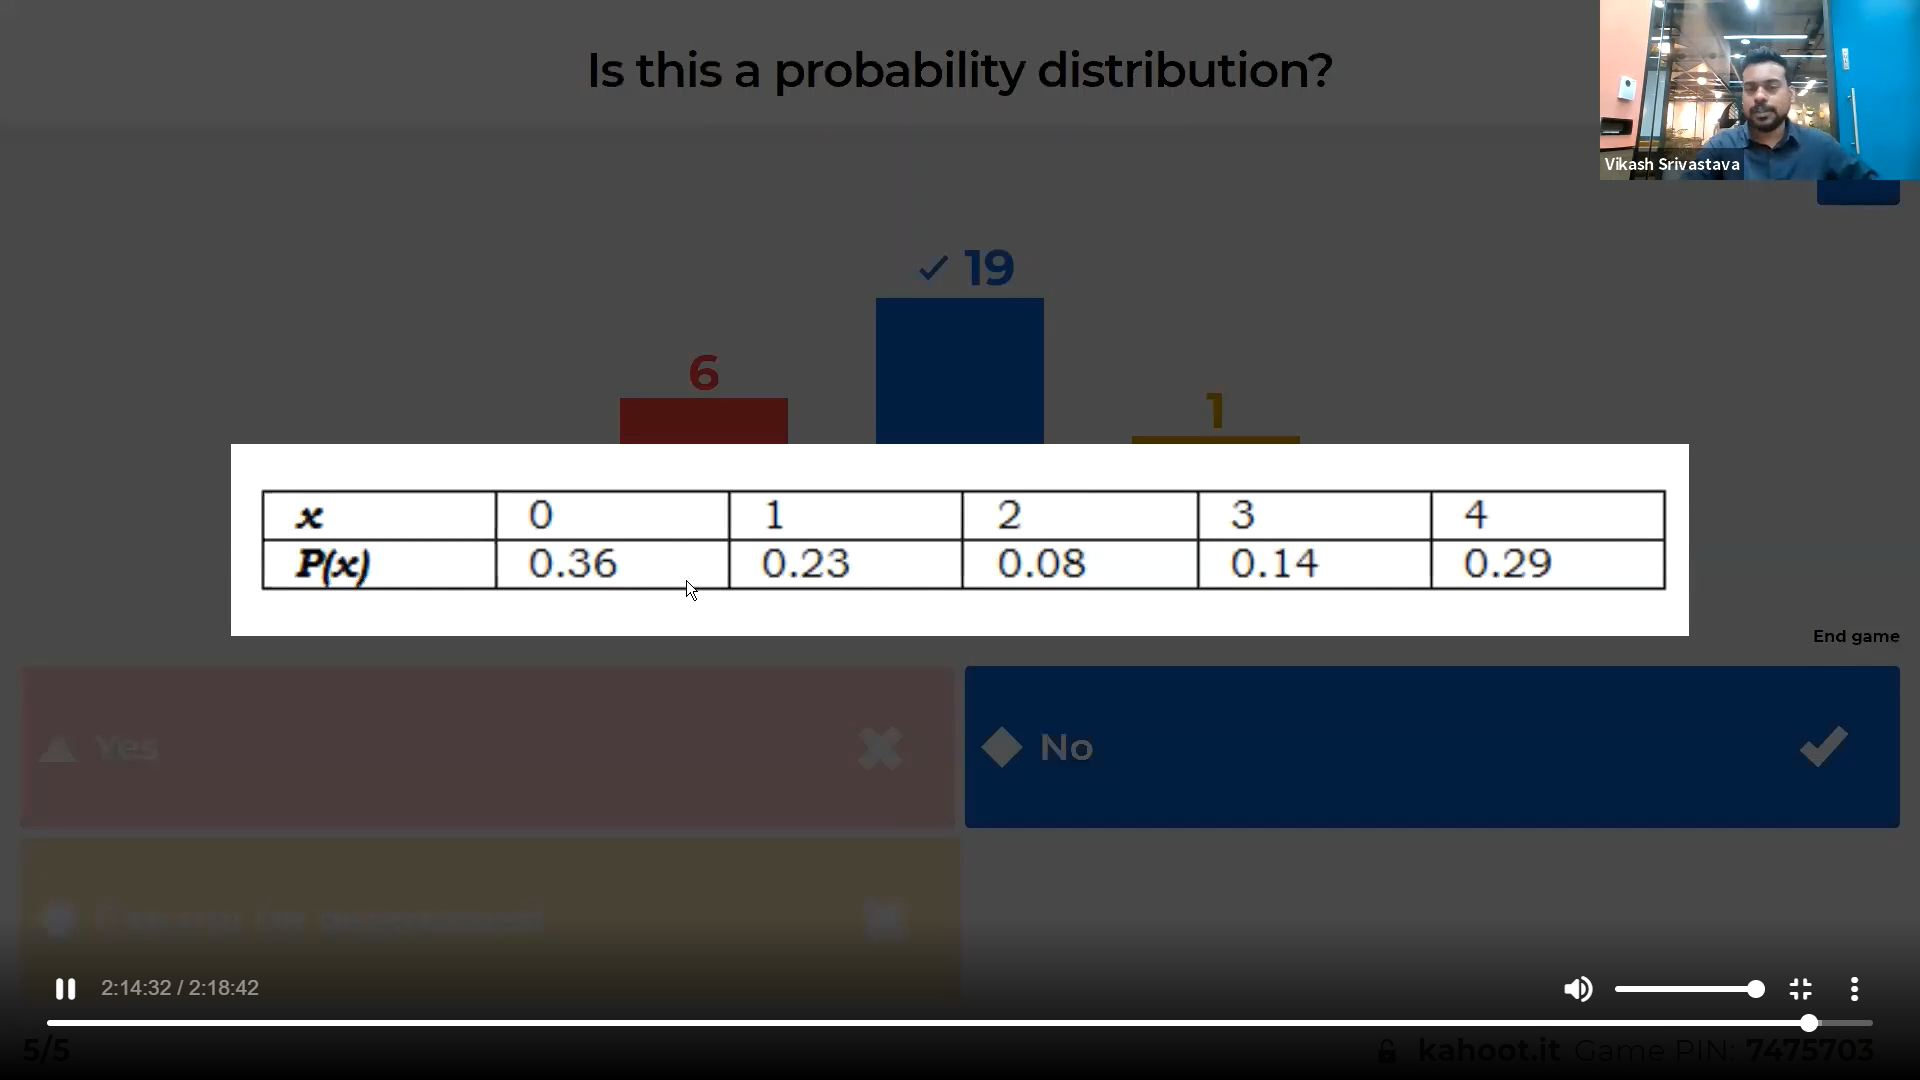 Is this a probability distribution?
Vikash Srivastava
19
6
1
x 0 1 2 3 4
P(x) 0.36 0.23 0.08 0.14 0.29
End game
Yes
No
2:14:32 / 2:18:42
5/5
kahoot.it Game PIN: 7475703